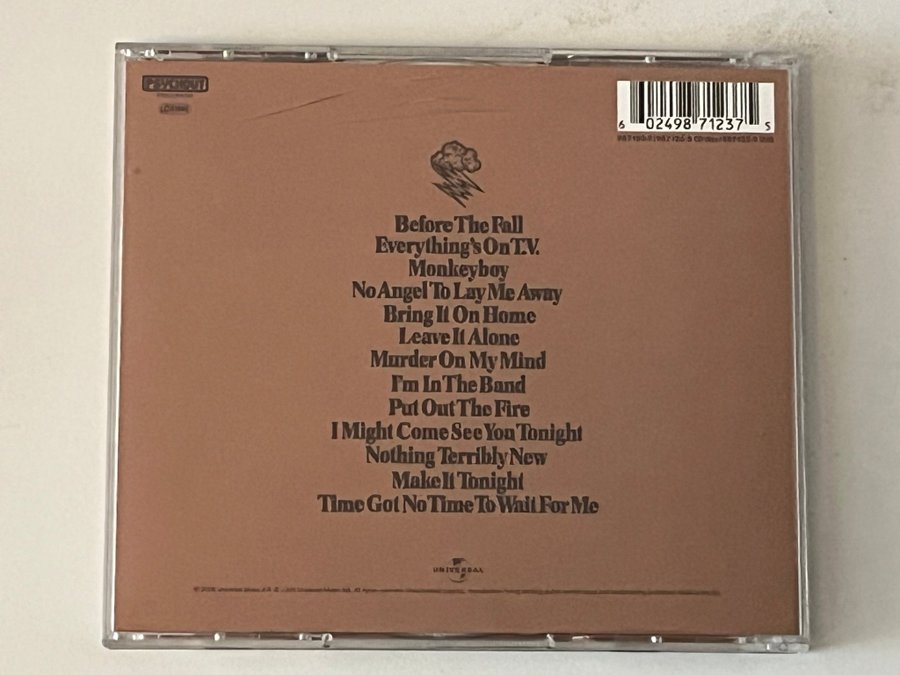 PSYCHOUT
6 02498 71237 5
Before The Fall
Everything's On T.V.
Monkeyboy
No Angel To Lay Me Away
Bring It On Home
Leave It Alone
Murder On My Mind
I'm In The Band
Put Out The Fire
I Might Come See You Tonight
Nothing Terribly New
Make It Tonight
Time Got No Time To Wait For Me
UNIVERSAL